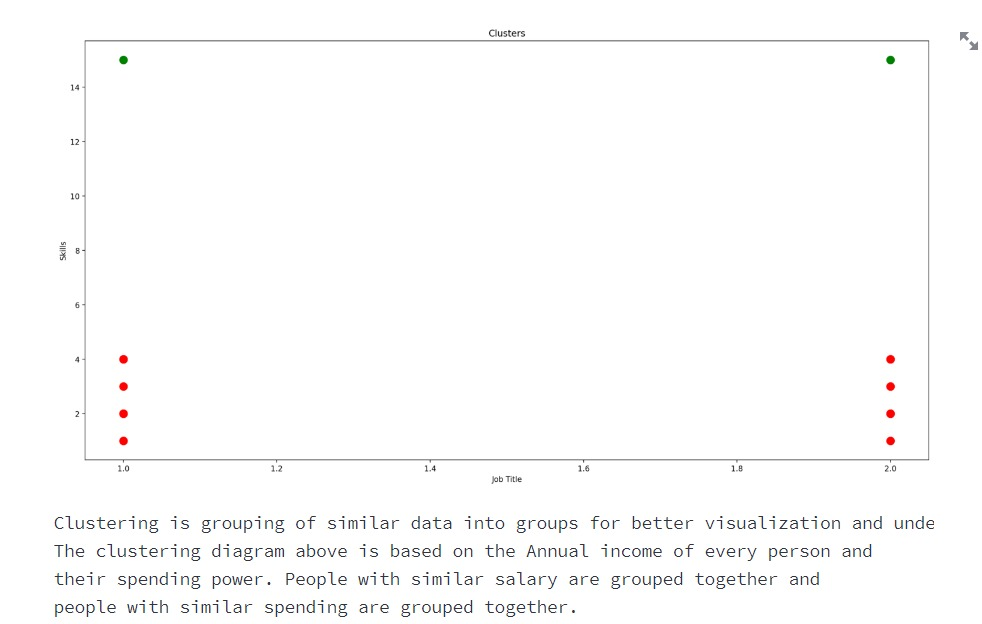 Clusters
14
12
10
8
6
4
2
Skills
1.0 1.2 1.4 1.6 1.8 2.0
Job Title
Clustering is grouping of similar data into groups for better visualization and unde
The clustering diagram above is based on the Annual income of every person and
their spending power. People with similar salary are grouped together and
people with similar spending are grouped together.